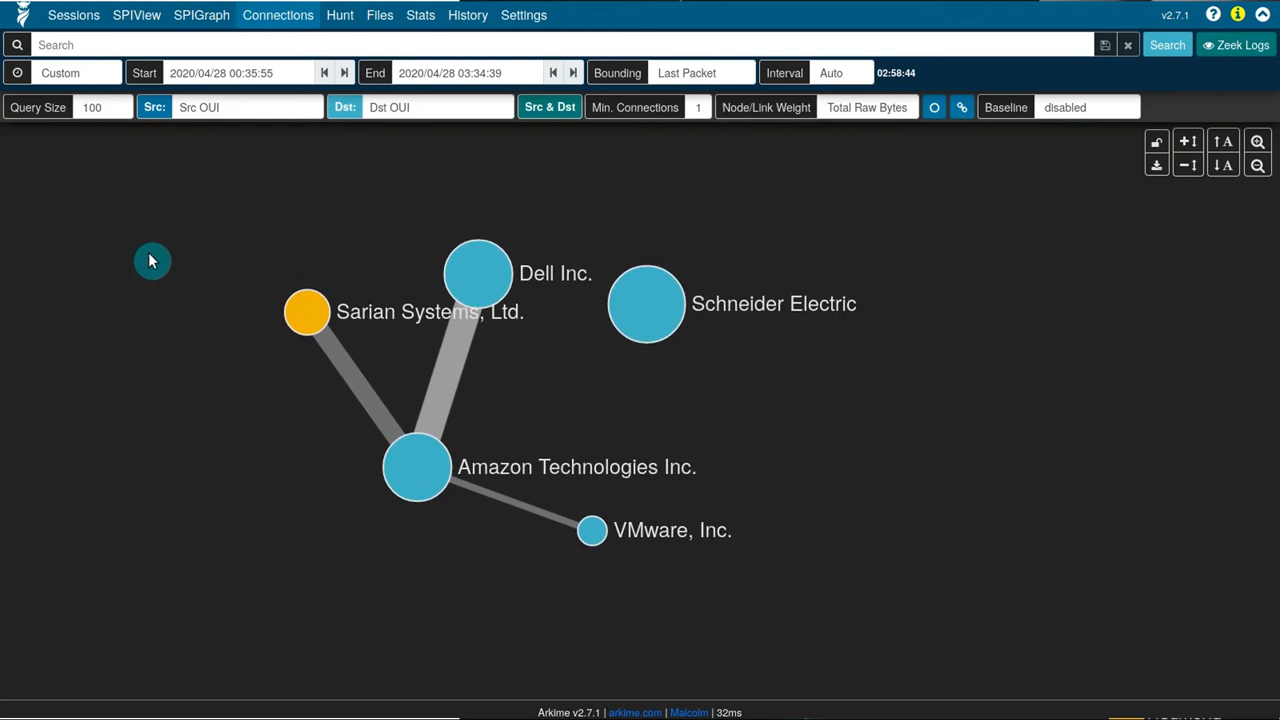 Sessions SPIView SPIGraph Connections Hunt Files Stats History Settings v2.7.1
Search Search Zeek Logs
Custom Start 2020/04/28 00:35:55 End 2020/04/28 03:34:39 Bounding Last Packet Interval Auto 02:58:44
Query Size 100 Src: Src OUI Dst: Dst OUI Src & Dst Min. Connections 1 Node/Link Weight Total Raw Bytes Baseline disabled
Dell Inc.
Schneider Electric
Sarian Systems, Ltd.
Amazon Technologies Inc.
VMware, Inc.
Arkime v2.7.1 | arkime.com | Malcolm | 32ms